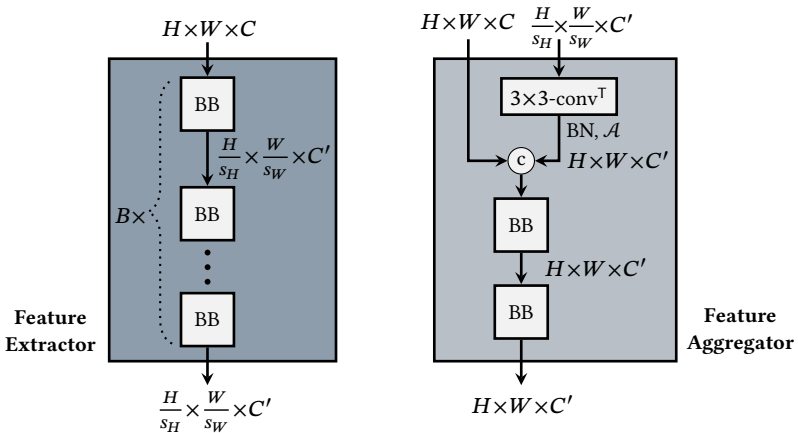 H×W×C
BB
H/s_H × W/s_W × C′
BB
B×
BB
Feature
Extractor
H/s_H × W/s_W × C′
H×W×C
H/s_H × W/s_W × C′
3×3-conv⊤
BN, 𝒜
c
H×W×C′
BB
H×W×C′
BB
Feature
Aggregator
H×W×C′